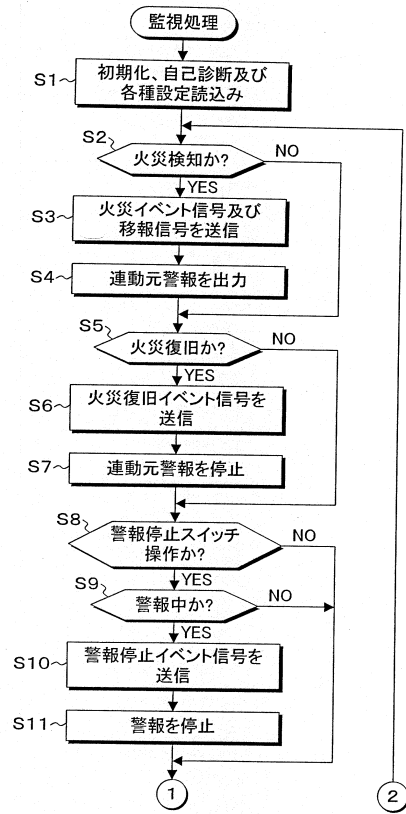 監視処理
S1
初期化、自己診断及び
各種設定読込み
S2
火災検知か?
NO
YES
S3
火災イベント信号及び
移報信号を送信
S4
連動元警報を出力
S5
火災復旧か?
NO
YES
S6
火災復旧イベント信号を
送信
S7
連動元警報を停止
S8
警報停止スイッチ
操作か?
NO
YES
S9
警報中か?
NO
YES
S10
警報停止イベント信号を
送信
S11
警報を停止
1
2